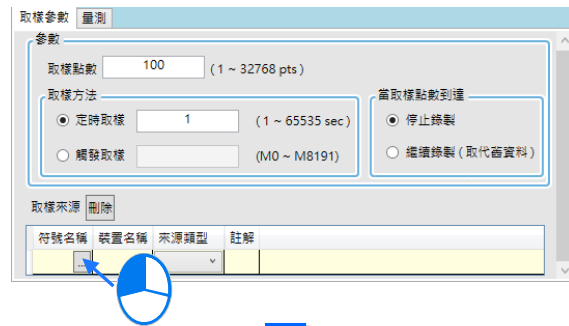 取樣參數 量測
參數
取樣點數 100 ( 1 ~ 32768 pts )
取樣方法
定時取樣 1 ( 1 ~ 65535 sec )
觸發取樣 (M0 ~ M8191)
當取樣點數到達
停止錄製
繼續錄製 ( 取代舊資料 )
取樣來源 刪除
符號名稱 裝置名稱 來源類型 註解
...